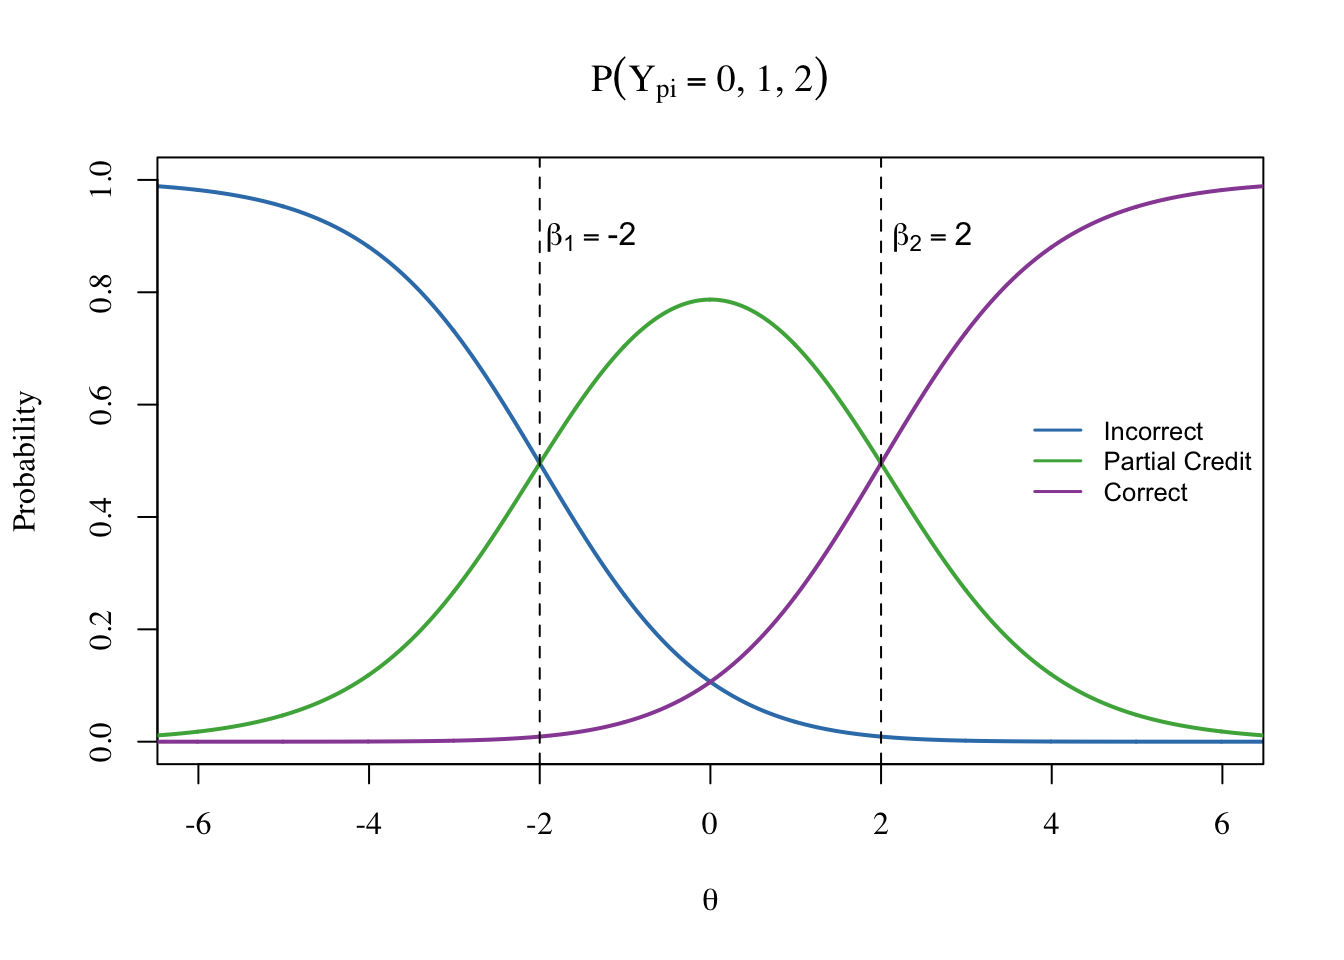 P(Y_pi = 0, 1, 2)
1.0
0.8
0.6
0.4
0.2
0.0
Probability
β₁ = -2
β₂ = 2
Incorrect
Partial Credit
Correct
-6 -4 -2 0 2 4 6
θ